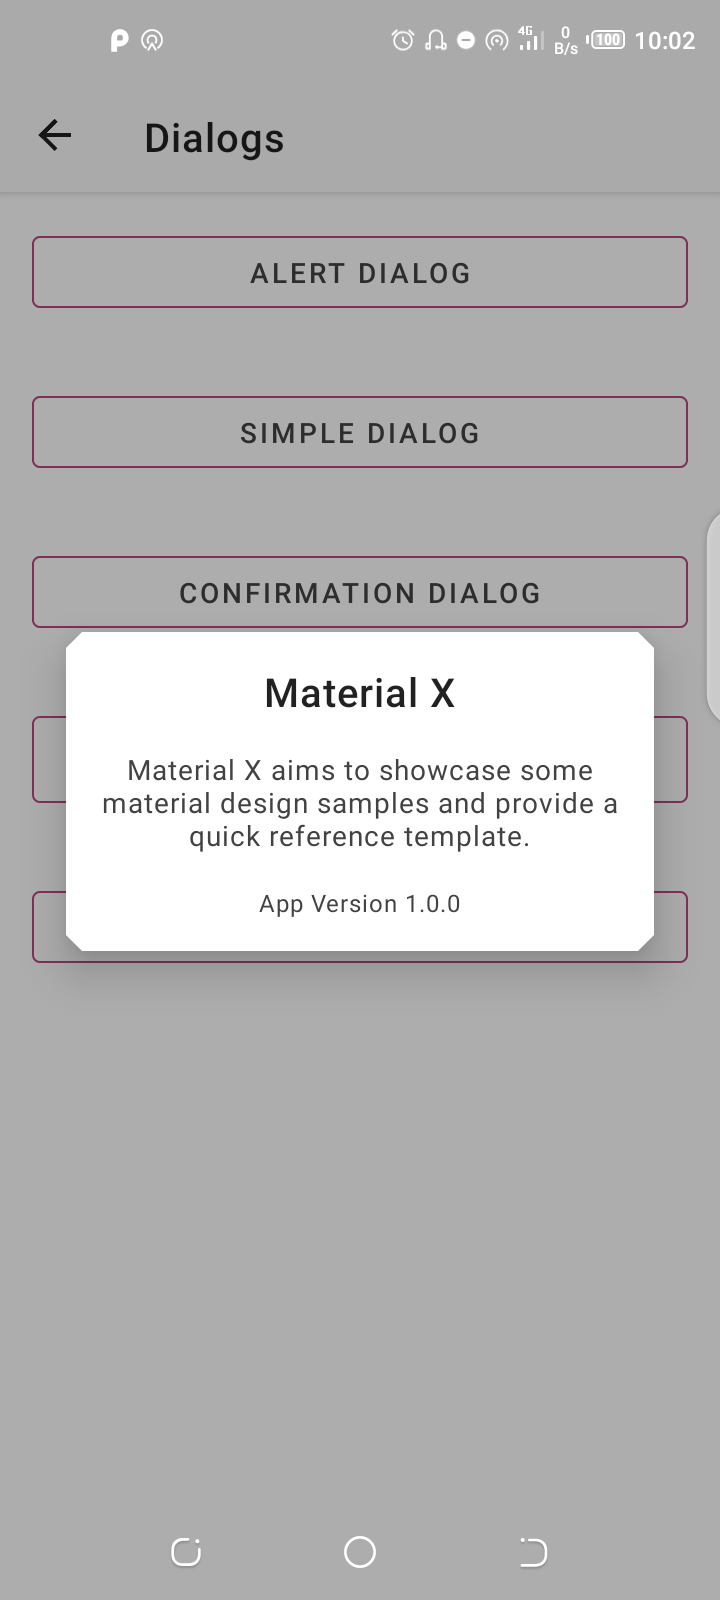 4G 0 B/s 100 10:02
Dialogs
ALERT DIALOG
SIMPLE DIALOG
CONFIRMATION DIALOG
Material X
Material X aims to showcase some
material design samples and provide a
quick reference template.
App Version 1.0.0